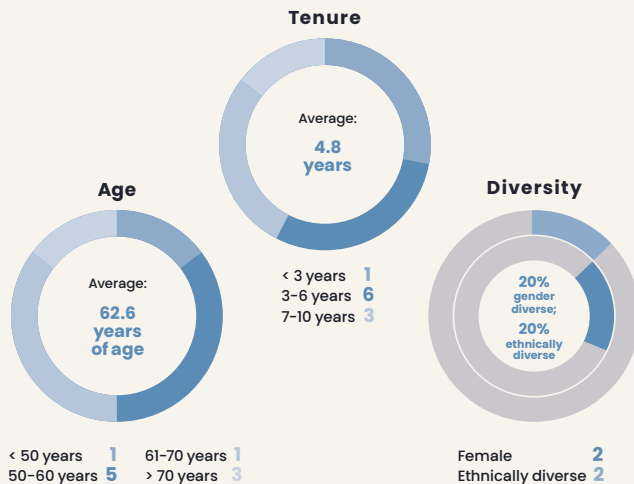 Tenure
Average:
4.8
years
< 3 years 1
3-6 years 6
7-10 years 3
Age
Average:
62.6
years
of age
< 50 years 1 61-70 years 1
50-60 years 5 > 70 years 3
Diversity
20%
gender
diverse;
20%
ethnically
diverse
Female 2
Ethnically diverse 2